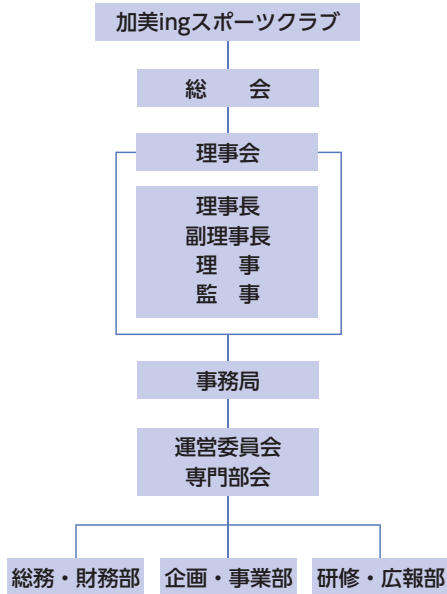 加美ingスポーツクラブ
総　会
理事会
理事長
副理事長
理　事
監　事
事務局
運営委員会
専門部会
総務・財務部
企画・事業部
研修・広報部